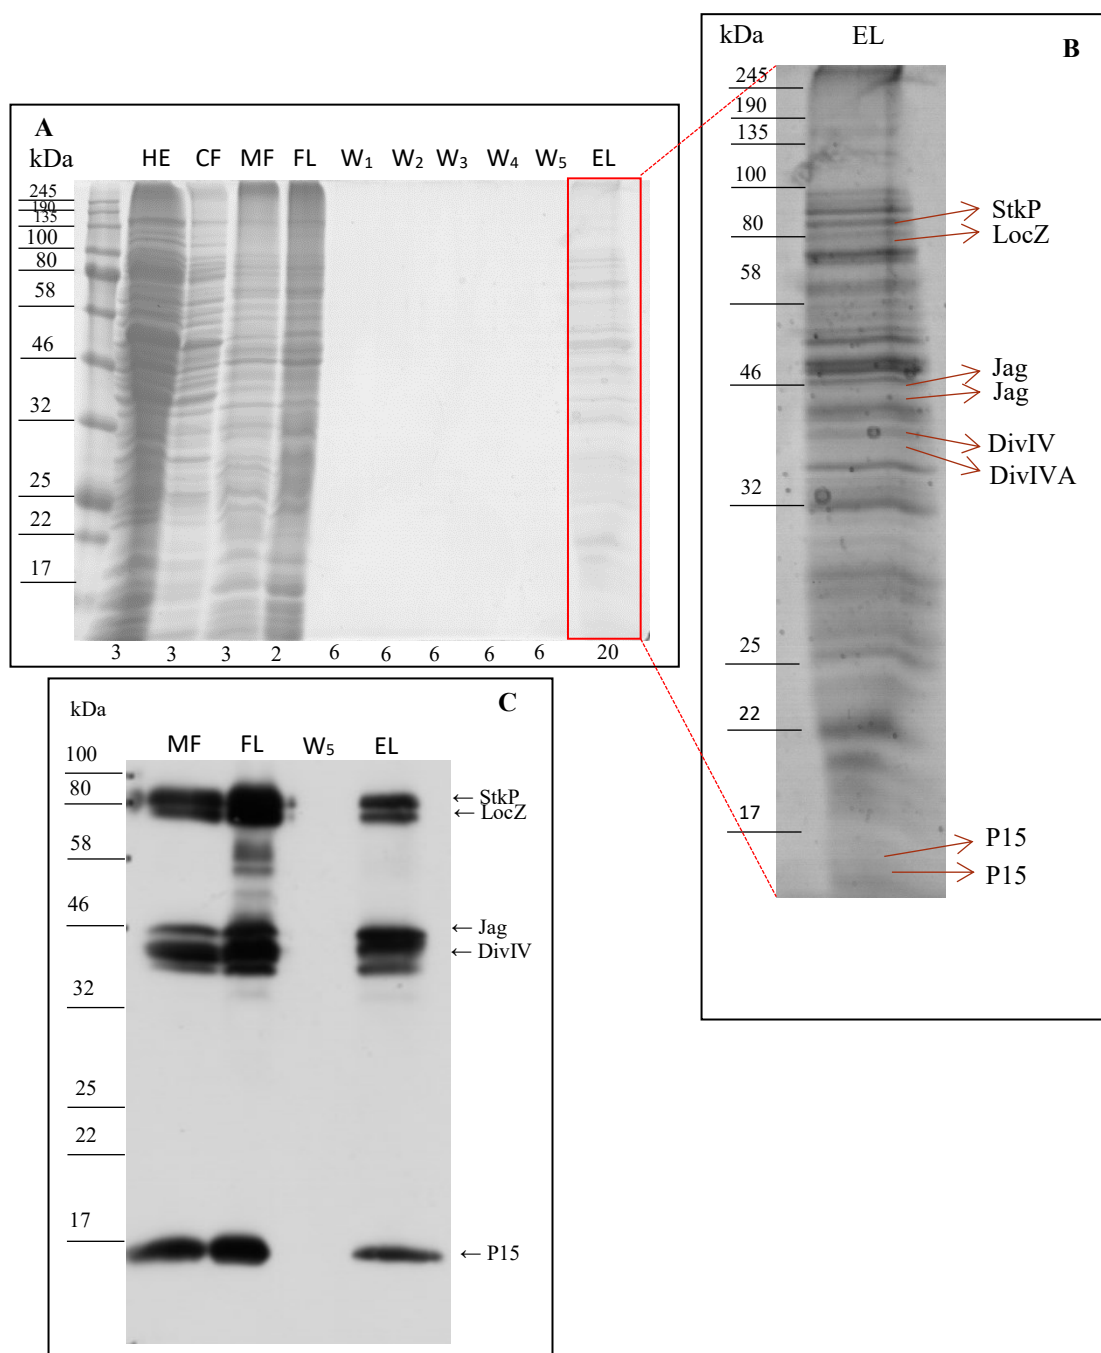 A
kDa HE CF MF FL W1 W2 W3 W4 W5 EL
245
190
135
100
80
58
46
32
25
22
17
3 3 3 2 6 6 6 6 6 20
kDa EL B
245
190
135
100
80
58
46
32
25
22
17
StkP
LocZ
Jag
Jag
DivIV
DivIVA
P15
P15
C
kDa
MF FL W5 EL
100
80
58
46
32
25
22
17
← StkP
← LocZ
← Jag
← DivIV
← P15